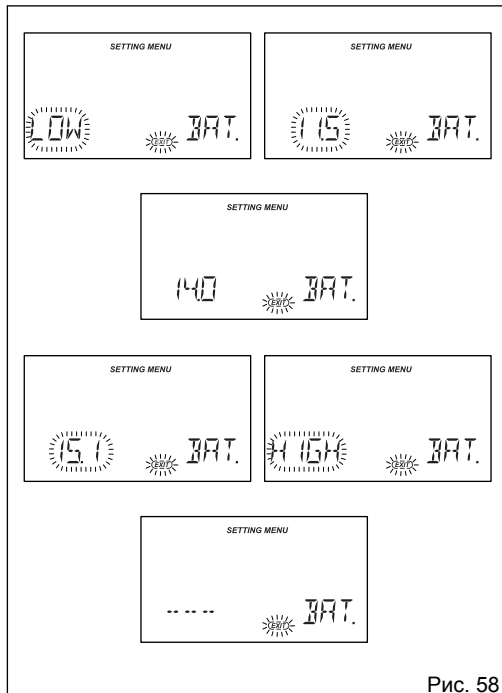 SETTING MENU
LOW EXIT BAT.
SETTING MENU
11.5 EXIT BAT.
SETTING MENU
14.0 EXIT BAT.
SETTING MENU
15.1 EXIT BAT.
SETTING MENU
HIGH EXIT BAT.
SETTING MENU
--- EXIT BAT.
Рис. 58